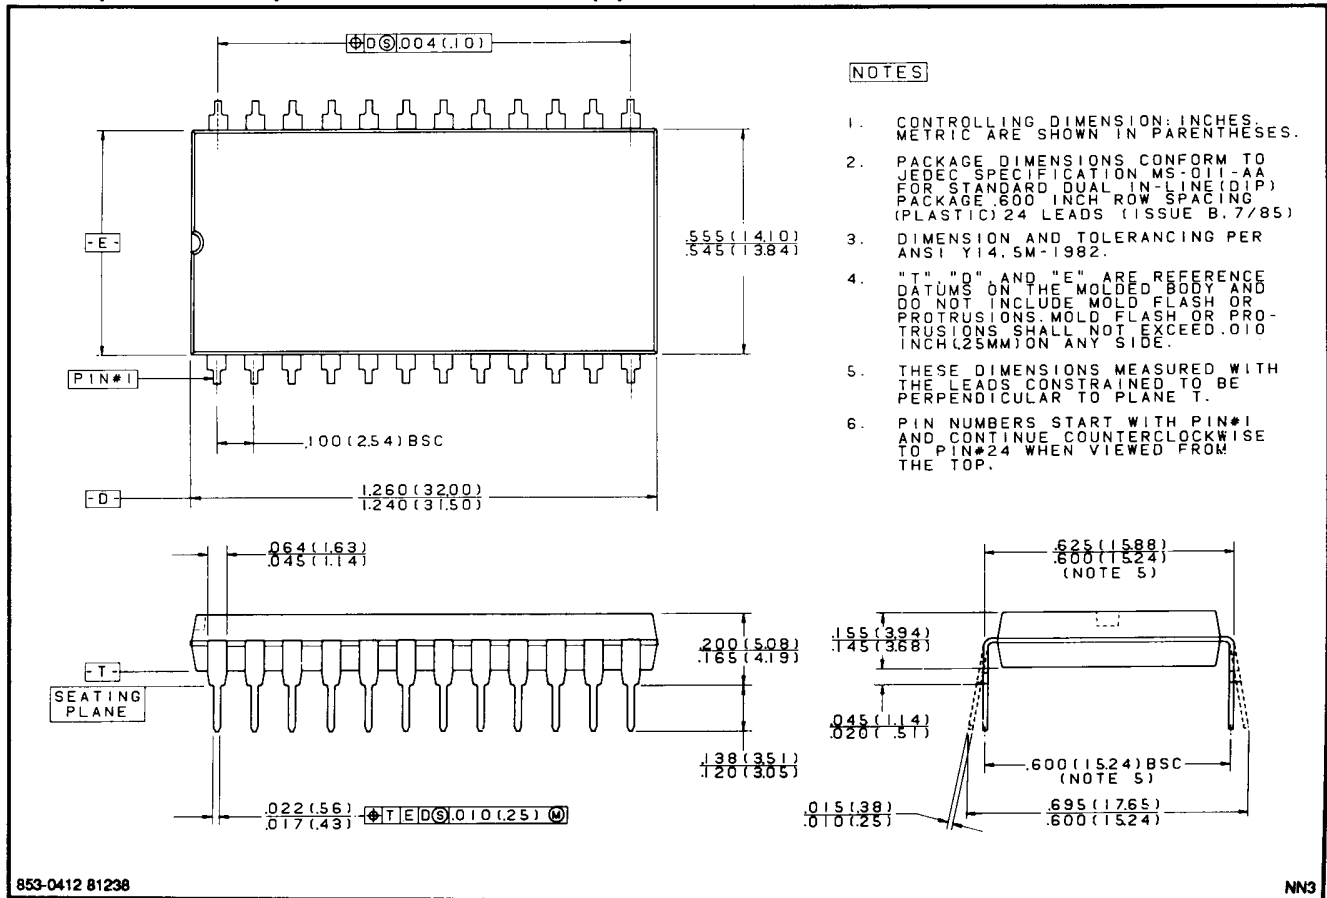 ⌖ D Ⓢ .004 (.10)
NOTES
1. CONTROLLING DIMENSION: INCHES.
METRIC ARE SHOWN IN PARENTHESES.
2. PACKAGE DIMENSIONS CONFORM TO
JEDEC SPECIFICATION MS-011-AA
FOR STANDARD DUAL IN-LINE (DIP)
PACKAGE .600 INCH ROW SPACING
(PLASTIC) 24 LEADS (ISSUE B, 7/85)
3. DIMENSION AND TOLERANCING PER
ANSI Y14.5M-1982.
4. "T", "D", AND "E" ARE REFERENCE
DATUMS ON THE MOLDED BODY AND
DO NOT INCLUDE MOLD FLASH OR
PROTRUSIONS. MOLD FLASH OR PRO-
TRUSIONS SHALL NOT EXCEED .010
INCH (.25MM) ON ANY SIDE.
5. THESE DIMENSIONS MEASURED WITH
THE LEADS CONSTRAINED TO BE
PERPENDICULAR TO PLANE T.
6. PIN NUMBERS START WITH PIN#1
AND CONTINUE COUNTERCLOCKWISE
TO PIN#24 WHEN VIEWED FROM
THE TOP.
-E-
.555 (14.10)
.545 (13.84)
PIN#1
.100 (2.54) BSC
-D-
1.260 (32.00)
1.240 (31.50)
.064 (1.63)
.045 (1.14)
.200 (5.08)
.165 (4.19)
-T-
SEATING
PLANE
.138 (3.51)
.120 (3.05)
.022 (.56)
.017 (.43)
⌖ T E D Ⓢ .010 (.25) Ⓜ
.625 (15.88)
.600 (15.24)
(NOTE 5)
.155 (3.94)
.145 (3.68)
.045 (1.14)
.020 (.51)
.600 (15.24) BSC
(NOTE 5)
.015 (.38)
.010 (.25)
.695 (17.65)
.600 (15.24)
853-0412 81238
NN3